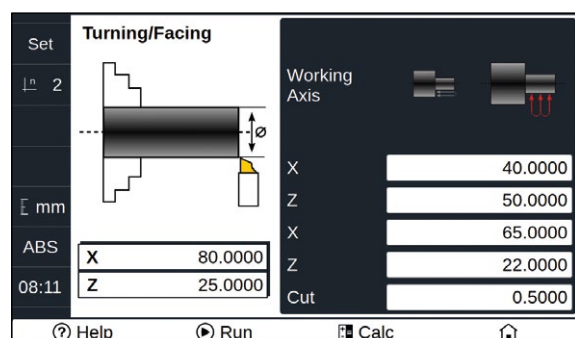 Set
n 2
mm
ABS
08:11
Turning/Facing
Ø
X 80.0000
Z 25.0000
Working
Axis
X 40.0000
Z 50.0000
X 65.0000
Z 22.0000
Cut 0.5000
? Help
Run
Calc